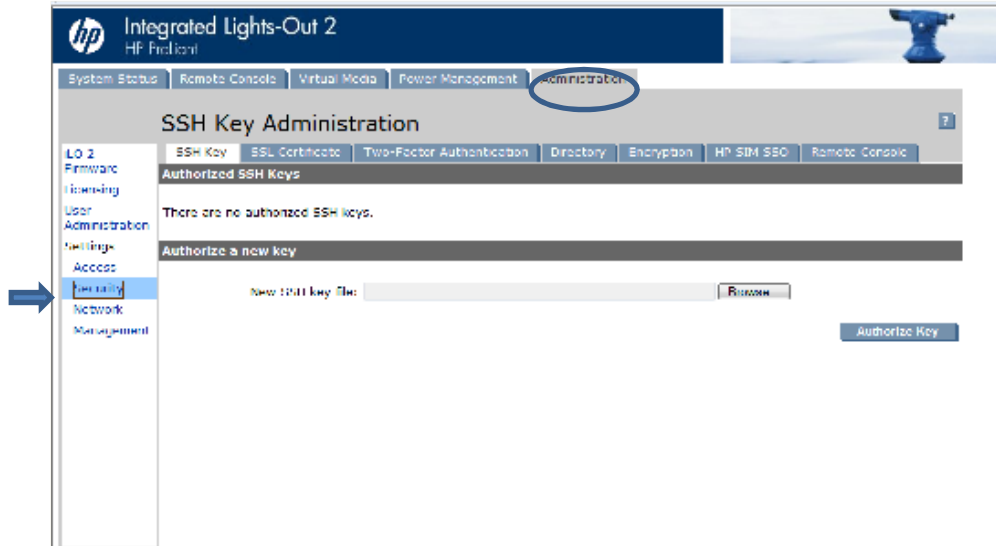 hp
Integrated Lights-Out 2
HP ProLiant
System Status Remote Console Virtual Media Power Management Administration
SSH Key Administration
?
SSH Key SSL Certificate Two-Factor Authentication Directory Encryption HP SIM SSO Remote Console
iLO 2
Firmware
Licensing
User
Administration
Settings
Access
Security
Network
Management
Authorized SSH Keys
There are no authorized SSH keys.
Authorize a new key
New SSH key file: Browse...
Authorize Key